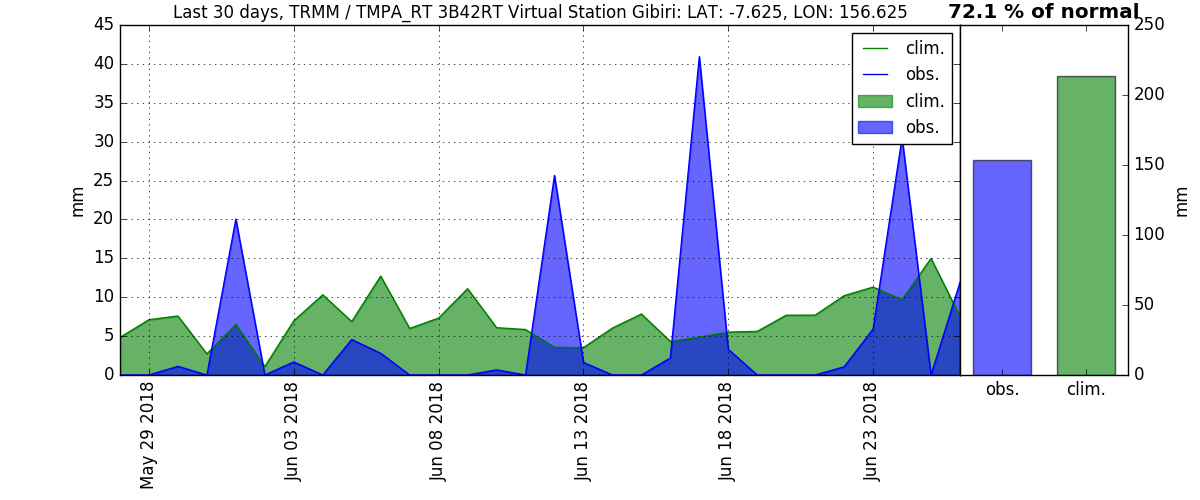 Last 30 days, TRMM / TMPA_RT 3B42RT Virtual Station Gibiri: LAT: -7.625, LON: 156.625
72.1 % of normal
clim.
obs.
clim.
obs.
45
40
35
30
25
20
15
10
5
0
mm
250
200
150
100
50
0
mm
May 29 2018
Jun 03 2018
Jun 08 2018
Jun 13 2018
Jun 18 2018
Jun 23 2018
obs.
clim.